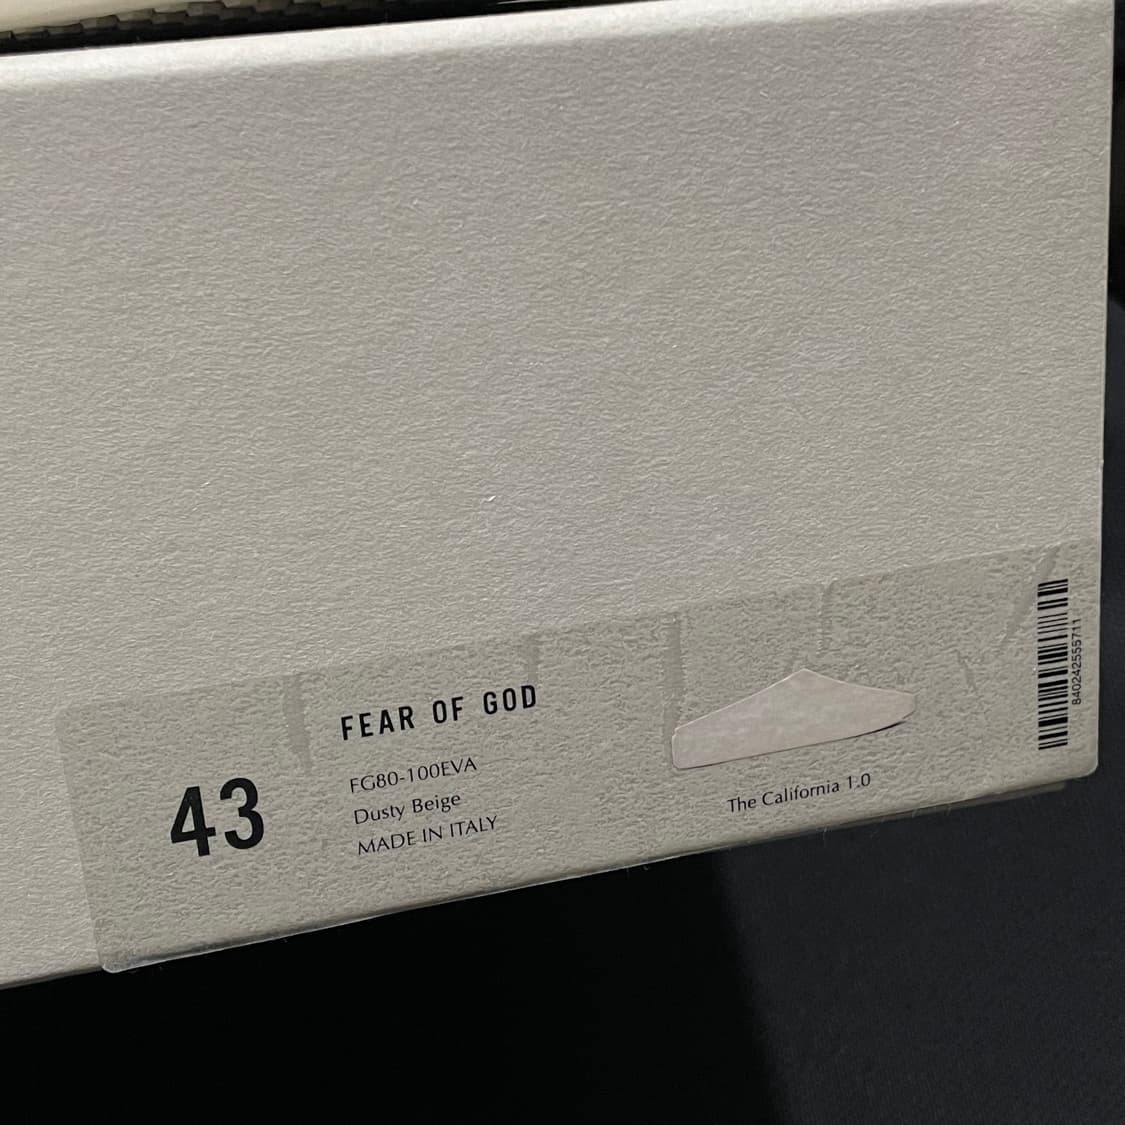 43
FEAR OF GOD
FG80-100EVA
Dusty Beige
MADE IN ITALY
The California 1.0
840242555711